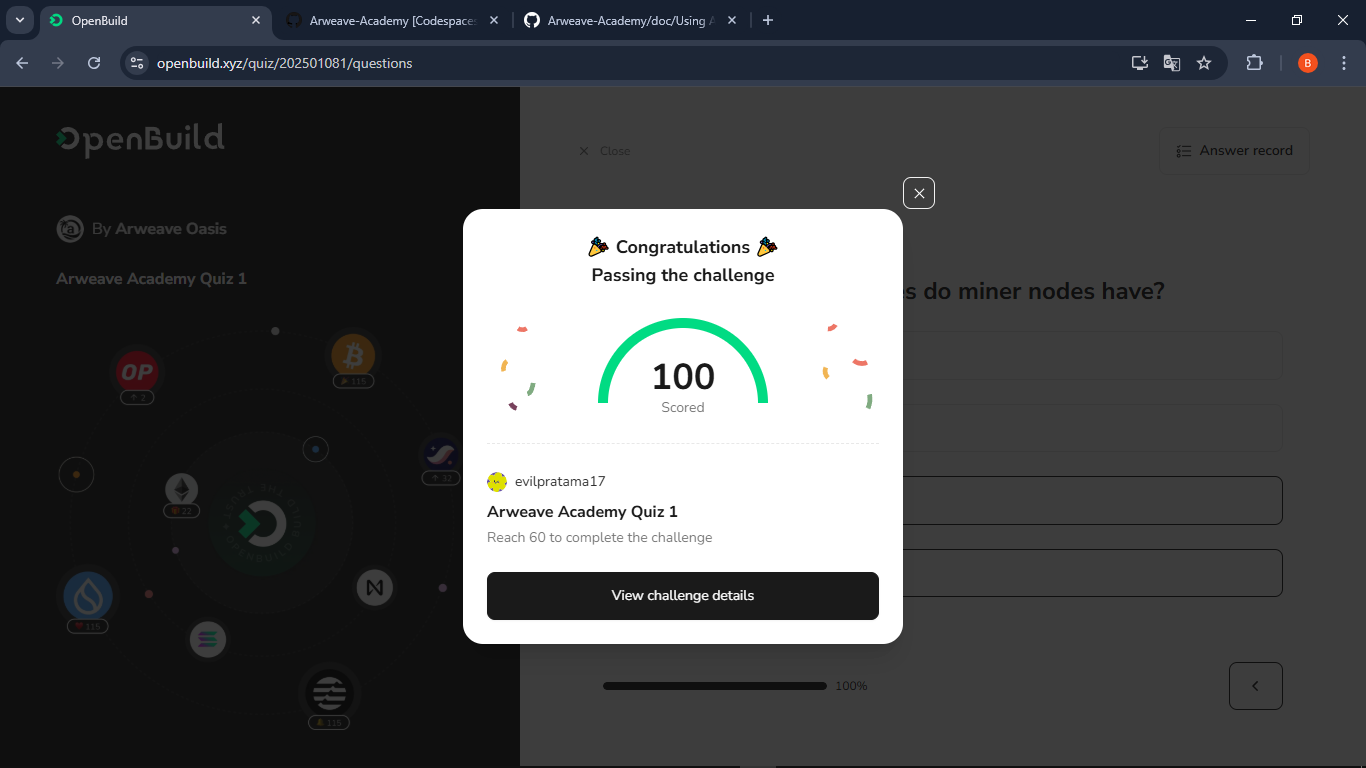 OpenBuild
Arweave-Academy [Codespaces
Arweave-Academy/doc/Using A
openbuild.xyz/quiz/202501081/questions
B
OpenBuild
Close
Answer record
By Arweave Oasis
Arweave Academy Quiz 1
Congratulations
Passing the challenge
s do miner nodes have?
100
Scored
OP
2
115
32
22
115
115
evilpratama17
Arweave Academy Quiz 1
Reach 60 to complete the challenge
View challenge details
100%